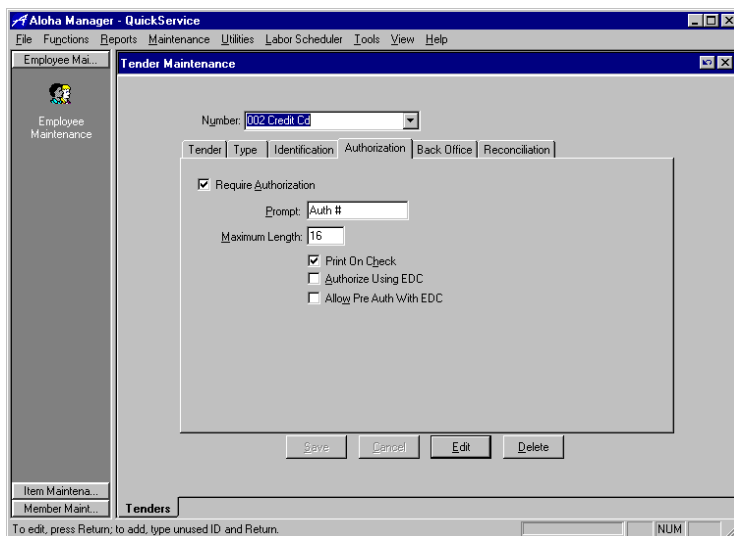 Aloha Manager - QuickService
File Functions Reports Maintenance Utilities Labor Scheduler Tools View Help
Employee Mai...
Tender Maintenance
Employee
Maintenance
Number: 002 Credit Cd
Tender Type Identification Authorization Back Office Reconciliation
Require Authorization
Prompt: Auth #
Maximum Length: 16
Print On Check
Authorize Using EDC
Allow Pre Auth With EDC
Save Cancel Edit Delete
Item Maintena...
Member Maint...
Tenders
To edit, press Return; to add, type unused ID and Return.
NUM